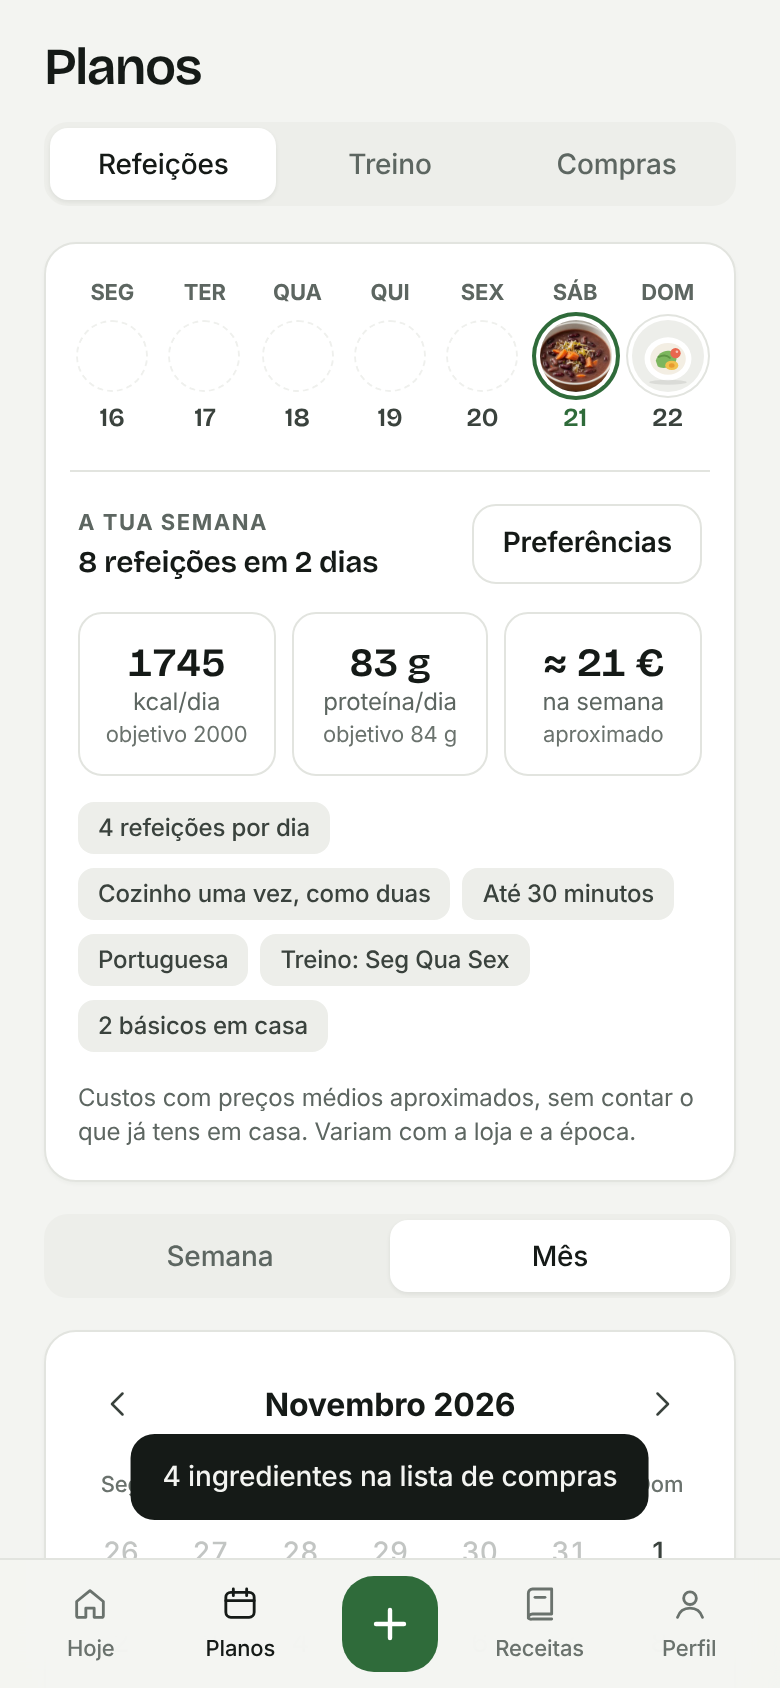 Planos
Refeições Treino Compras
SEG TER QUA QUI SEX SÁB DOM
16 17 18 19 20 21 22
A TUA SEMANA
8 refeições em 2 dias
Preferências
1745 83 g ≈ 21 €
kcal/dia proteína/dia na semana
objetivo 2000 objetivo 84 g aproximado
4 refeições por dia
Cozinho uma vez, como duas Até 30 minutos
Portuguesa Treino: Seg Qua Sex
2 básicos em casa
Custos com preços médios aproximados, sem contar o
que já tens em casa. Variam com a loja e a época.
Semana Mês
Novembro 2026
4 ingredientes na lista de compras
26 27 28 29 30 31 1
Hoje Planos Receitas Perfil